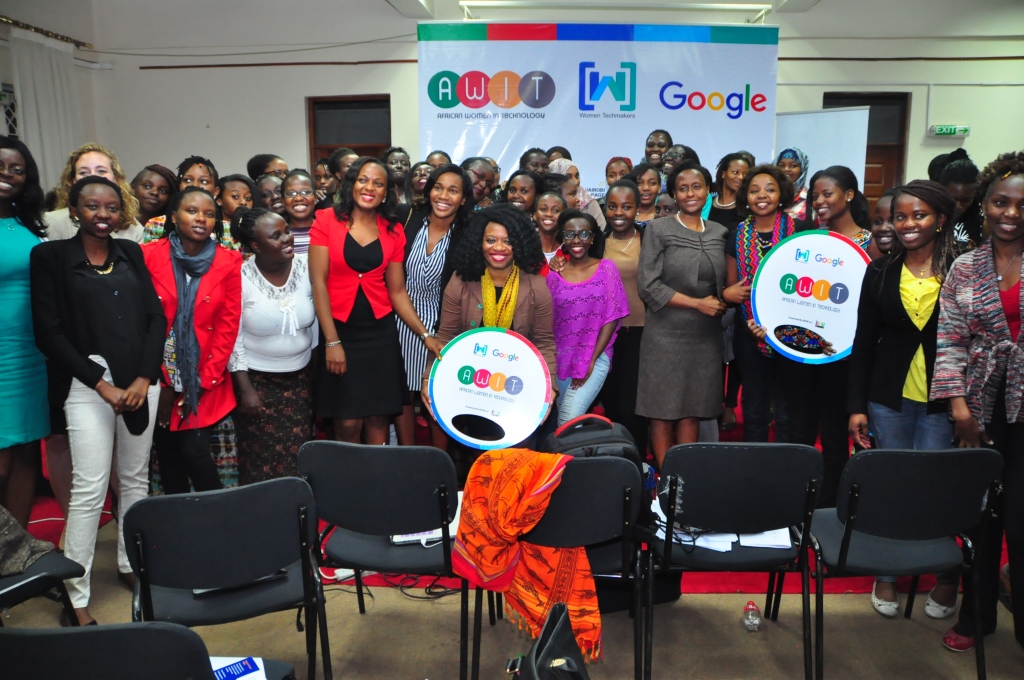 AWIT
AFRICAN WOMEN IN TECHNOLOGY
W
Women Techmakers
Google
EXIT
NAIROBI
W
Google
AWIT
AFRICAN WOMEN IN TECHNOLOGY
W
Google
AWIT
AFRICAN WOMEN IN TECHNOLOGY